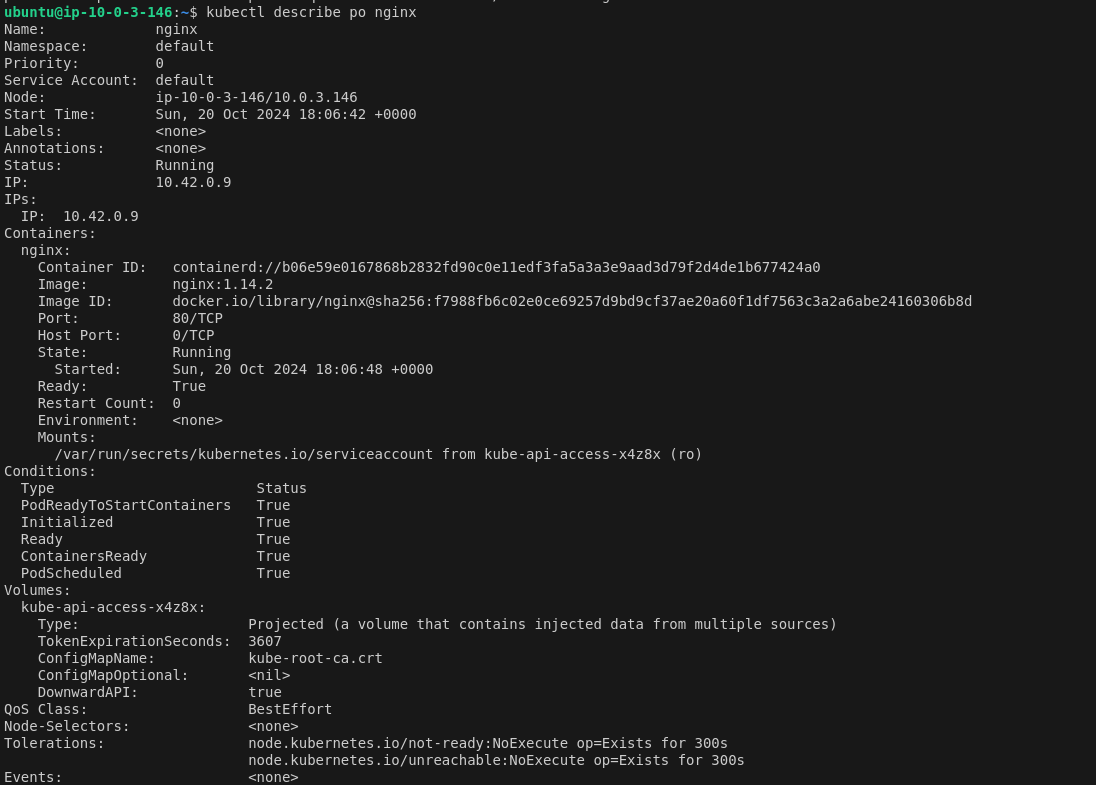 ubuntu@ip-10-0-3-146:~$ kubectl describe po nginx
Name:             nginx
Namespace:        default
Priority:         0
Service Account:  default
Node:             ip-10-0-3-146/10.0.3.146
Start Time:       Sun, 20 Oct 2024 18:06:42 +0000
Labels:           <none>
Annotations:      <none>
Status:           Running
IP:               10.42.0.9
IPs:
  IP:  10.42.0.9
Containers:
  nginx:
    Container ID:   containerd://b06e59e0167868b2832fd90c0e11edf3fa5a3a3e9aad3d79f2d4de1b677424a0
    Image:          nginx:1.14.2
    Image ID:       docker.io/library/nginx@sha256:f7988fb6c02e0ce69257d9bd9cf37ae20a60f1df7563c3a2a6abe24160306b8d
    Port:           80/TCP
    Host Port:      0/TCP
    State:          Running
      Started:      Sun, 20 Oct 2024 18:06:48 +0000
    Ready:          True
    Restart Count:  0
    Environment:    <none>
    Mounts:
      /var/run/secrets/kubernetes.io/serviceaccount from kube-api-access-x4z8x (ro)
Conditions:
  Type                        Status
  PodReadyToStartContainers   True
  Initialized                 True
  Ready                       True
  ContainersReady             True
  PodScheduled                True
Volumes:
  kube-api-access-x4z8x:
    Type:                    Projected (a volume that contains injected data from multiple sources)
    TokenExpirationSeconds:  3607
    ConfigMapName:           kube-root-ca.crt
    ConfigMapOptional:       <nil>
    DownwardAPI:             true
QoS Class:                   BestEffort
Node-Selectors:              <none>
Tolerations:                 node.kubernetes.io/not-ready:NoExecute op=Exists for 300s
                             node.kubernetes.io/unreachable:NoExecute op=Exists for 300s
Events:                      <none>